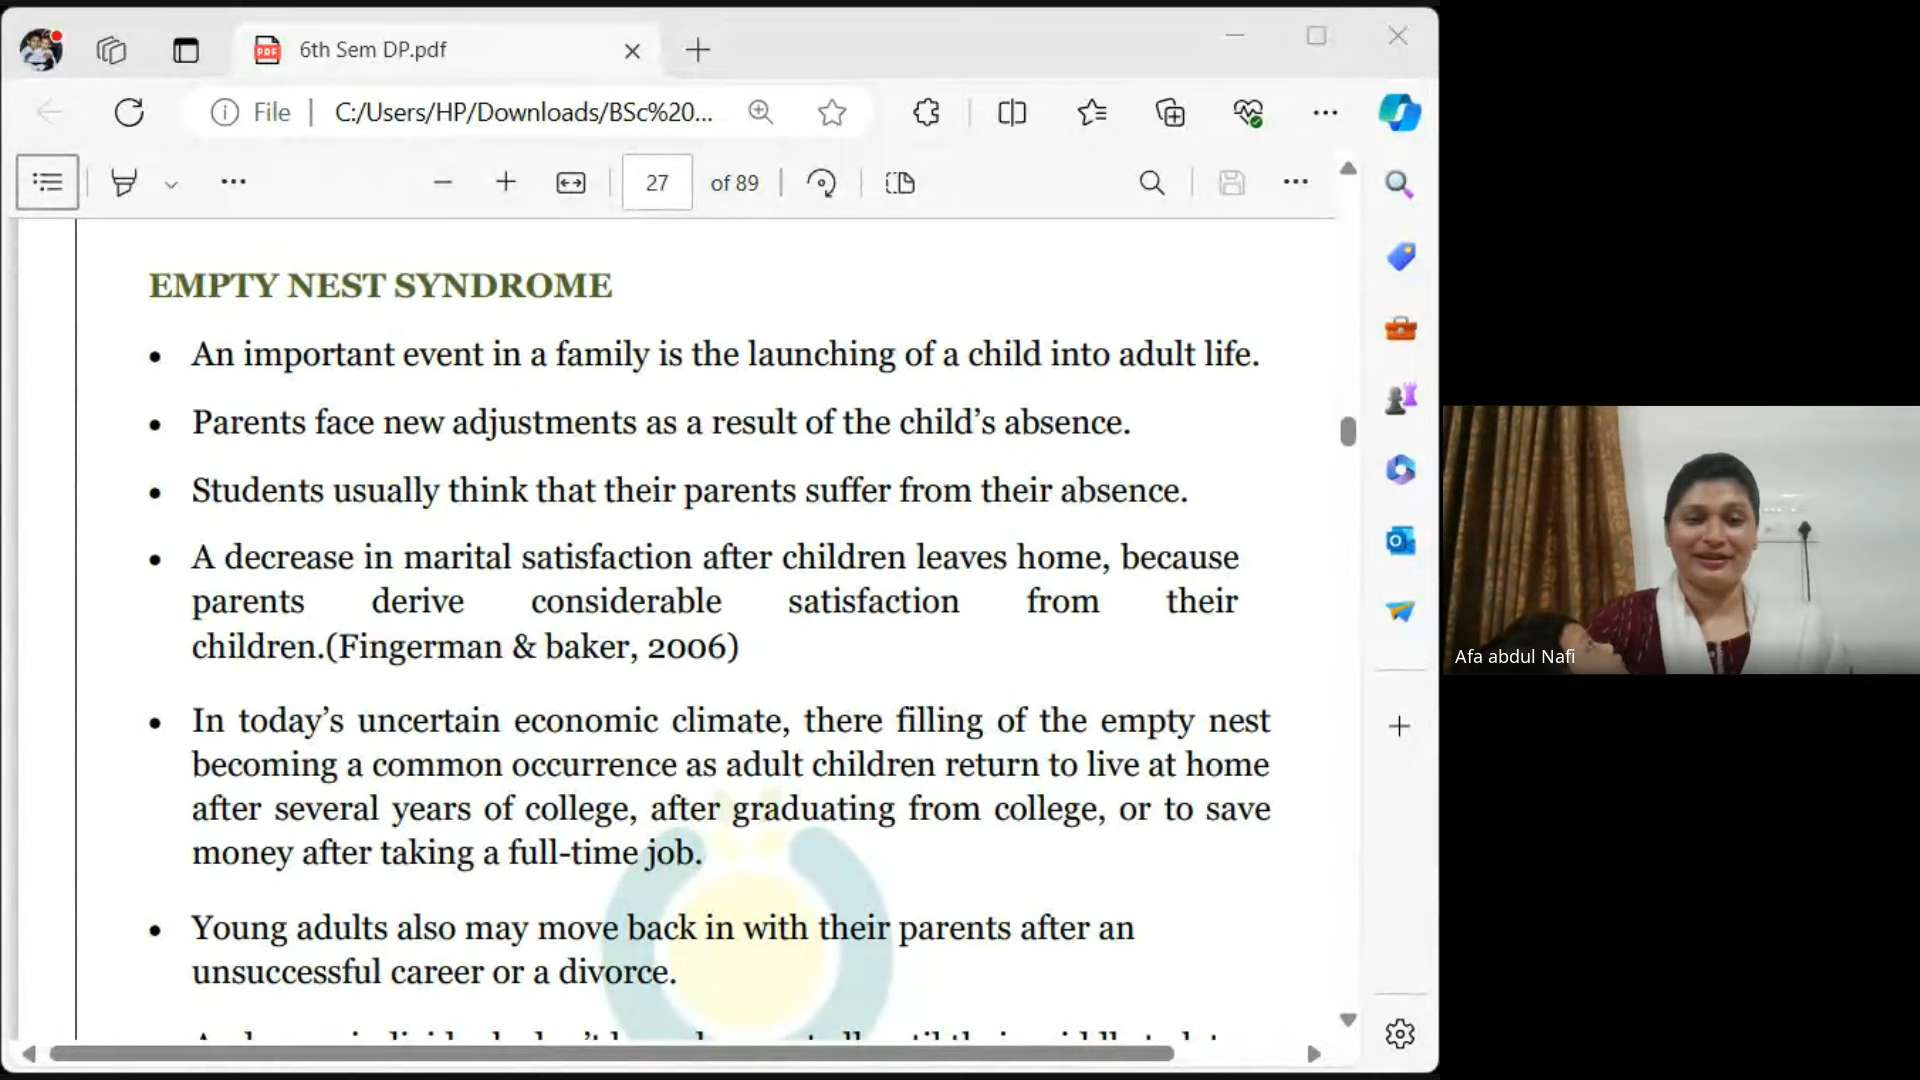 6th Sem DP.pdf
File
C:/Users/HP/Downloads/BSc%20...
27
of 89
EMPTY NEST SYNDROME
• An important event in a family is the launching of a child into adult life.
• Parents face new adjustments as a result of the child's absence.
• Students usually think that their parents suffer from their absence.
• A decrease in marital satisfaction after children leaves home, because
parents derive considerable satisfaction from their
children.(Fingerman & baker, 2006)
• In today's uncertain economic climate, there filling of the empty nest
becoming a common occurrence as adult children return to live at home
after several years of college, after graduating from college, or to save
money after taking a full-time job.
• Young adults also may move back in with their parents after an
unsuccessful career or a divorce.
Afa abdul Nafi